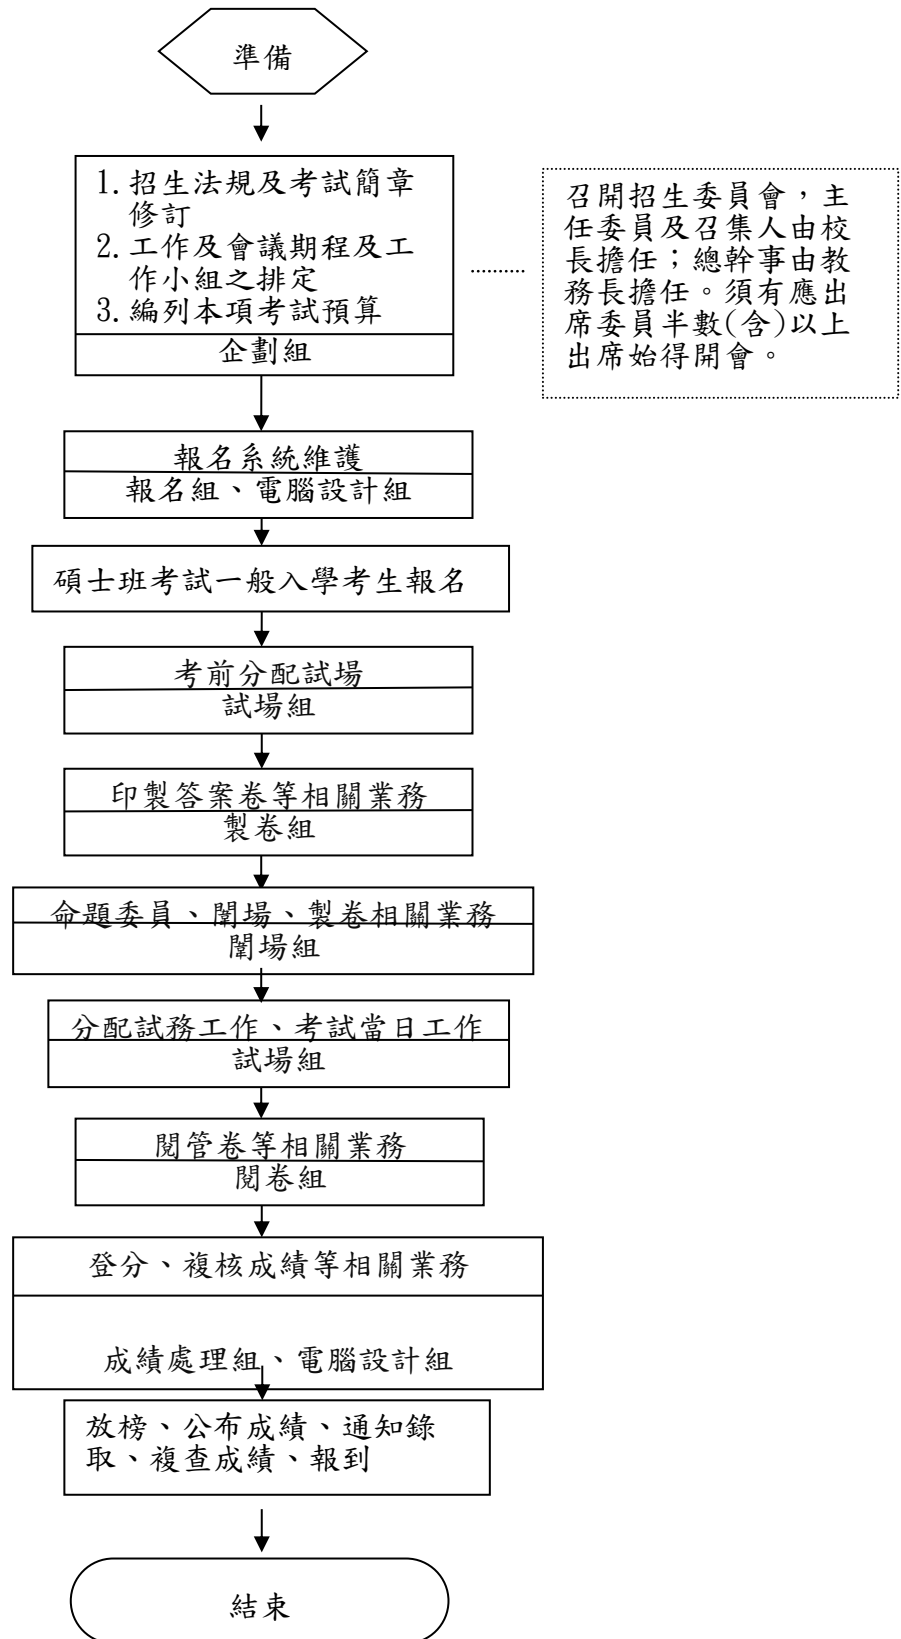 準備
1.招生法規及考試簡章
修訂
2.工作及會議期程及工
作小組之排定
3.編列本項考試預算
企劃組
召開招生委員會，主
任委員及召集人由校
長擔任；總幹事由教
務長擔任。須有應出
席委員半數(含)以上
出席始得開會。
報名系統維護
報名組、電腦設計組
碩士班考試一般入學考生報名
考前分配試場
試場組
印製答案卷等相關業務
製卷組
命題委員、闈場、製卷相關業務
闈場組
分配試務工作、考試當日工作
試場組
閱管卷等相關業務
閱卷組
登分、複核成績等相關業務
成績處理組、電腦設計組
放榜、公布成績、通知錄
取、複查成績、報到
結束